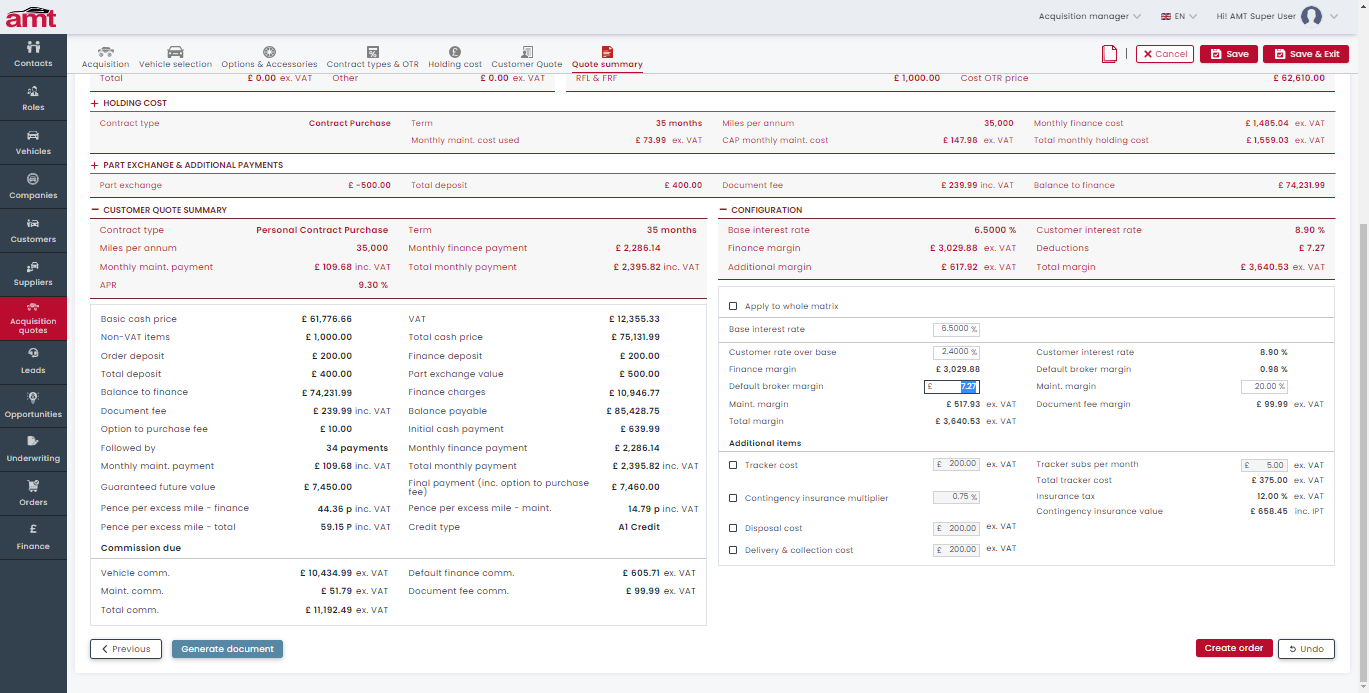 amt
Acquisition manager
EN
Hi! AMT Super User
Contacts
Roles
Vehicles
Companies
Customers
Suppliers
Acquisition
quotes
Leads
Opportunities
Underwriting
Orders
Finance
Acquisition
Vehicle selection
Options & Accessories
Contract types & OTR
Holding cost
Customer Quote
Quote summary
Cancel
Save
Save & Exit
Total £ 0.00 ex. VAT Other £ 0.00 ex. VAT RFL & FRF £ 1,000.00 Cost OTR price £ 62,610.00
+ HOLDING COST
Contract type Contract Purchase Term 35 months Miles per annum 35,000 Monthly finance cost £ 1,485.04 ex. VAT
Monthly maint. cost used £ 73.99 ex. VAT CAP monthly maint. cost £ 147.98 ex. VAT Total monthly holding cost £ 1,559.03 ex. VAT
+ PART EXCHANGE & ADDITIONAL PAYMENTS
Part exchange £ -500.00 Total deposit £ 400.00 Document fee £ 239.99 inc. VAT Balance to finance £ 74,231.99
− CUSTOMER QUOTE SUMMARY
Contract type Personal Contract Purchase Term 35 months
Miles per annum 35,000 Monthly finance payment £ 2,286.14
Monthly maint. payment £ 109.68 inc. VAT Total monthly payment £ 2,395.82 inc. VAT
APR 9.30 %
Basic cash price £ 61,776.66 VAT £ 12,355.33
Non-VAT items £ 1,000.00 Total cash price £ 75,131.99
Order deposit £ 200.00 Finance deposit £ 200.00
Total deposit £ 400.00 Part exchange value £ 500.00
Balance to finance £ 74,231.99 Finance charges £ 10,946.77
Document fee £ 239.99 inc. VAT Balance payable £ 85,428.75
Option to purchase fee £ 10.00 Initial cash payment £ 639.99
Followed by 34 payments Monthly finance payment £ 2,286.14
Monthly maint. payment £ 109.68 inc. VAT Total monthly payment £ 2,395.82 inc. VAT
Guaranteed future value £ 7,450.00 Final payment (inc. option to purchase
fee) £ 7,460.00
Pence per excess mile - finance 44.36 p inc. VAT Pence per excess mile - maint. 14.79 p inc. VAT
Pence per excess mile - total 59.15 P inc. VAT Credit type A1 Credit
Commission due
Vehicle comm. £ 10,434.99 ex. VAT Default finance comm. £ 605.71 ex. VAT
Maint. comm. £ 51.79 ex. VAT Document fee comm. £ 99.99 ex. VAT
Total comm. £ 11,192.49 ex. VAT
− CONFIGURATION
Base interest rate 6.5000 % Customer interest rate 8.90 %
Finance margin £ 3,029.88 ex. VAT Deductions £ 7.27
Additional margin £ 617.92 ex. VAT Total margin £ 3,640.53 ex. VAT
Apply to whole matrix
Base interest rate 6.5000 %
Customer rate over base 2.4000 % Customer interest rate 8.90 %
Finance margin £ 3,029.88 Default broker margin 0.98 %
Default broker margin £ 7.27 Maint. margin 20.00 %
Maint. margin £ 517.93 ex. VAT Document fee margin £ 99.99 ex. VAT
Total margin £ 3,640.53 ex. VAT
Additional items
Tracker cost £ 200.00 ex. VAT Tracker subs per month £ 5.00 ex. VAT
Total tracker cost £ 375.00 ex. VAT
Contingency insurance multiplier 0.75 % Insurance tax 12.00 % ex. VAT
Contingency insurance value £ 658.45 inc. IPT
Disposal cost £ 200.00 ex. VAT
Delivery & collection cost £ 200.00 ex. VAT
Previous
Generate document
Create order
Undo